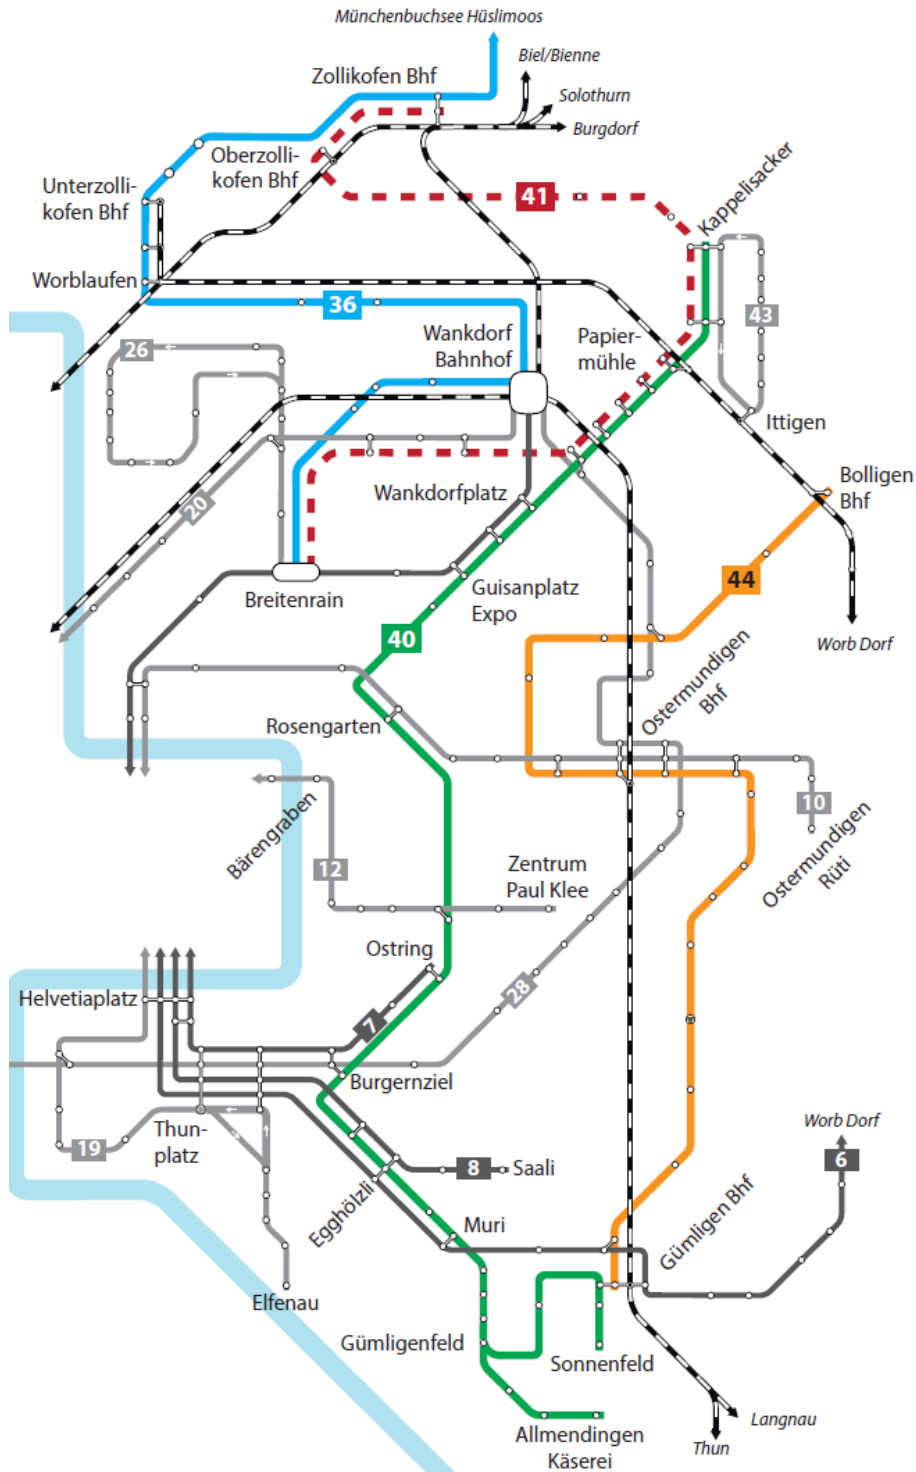 Münchenbuchsee Hüslimoos
Biel/Bienne
Zollikofen Bhf
Solothurn
Burgdorf
Oberzolli-
kofen Bhf
Unterzolli-
kofen Bhf
41
Kappelisacker
Worblaufen
36
43
Wankdorf
Bahnhof
Papier-
mühle
26
Ittigen
Bolligen
Bhf
Wankdorfplatz
20
44
Guisanplatz
Expo
Breitenrain
40
Worb Dorf
Ostermundigen
Bhf
Rosengarten
10
Bärengraben
12
Zentrum
Paul Klee
Ostermundigen
Rüti
Ostring
28
Helvetiaplatz
7
Burgernziel
Thun-
platz
19
Worb Dorf
6
8
Saali
Egghölzli
Muri
Gümligen Bhf
Elfenau
Gümligenfeld
Sonnenfeld
Allmendingen
Käserei
Langnau
Thun